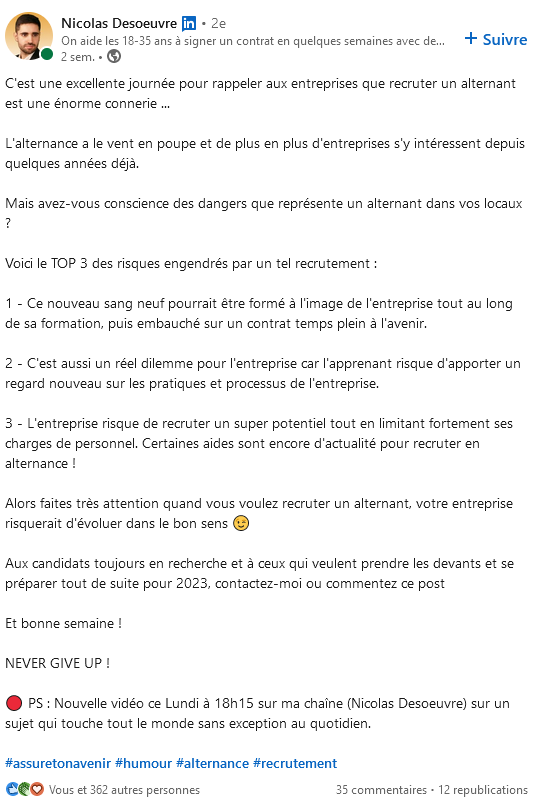 Nicolas Desoeuvre in • 2e
On aide les 18-35 ans à signer un contrat en quelques semaines avec de...
2 sem. •
+ Suivre
C'est une excellente journée pour rappeler aux entreprises que recruter un alternant
est une énorme connerie ...
L'alternance a le vent en poupe et de plus en plus d'entreprises s'y intéressent depuis
quelques années déjà.
Mais avez-vous conscience des dangers que représente un alternant dans vos locaux
?
Voici le TOP 3 des risques engendrés par un tel recrutement :
1 - Ce nouveau sang neuf pourrait être formé à l'image de l'entreprise tout au long
de sa formation, puis embauché sur un contrat temps plein à l'avenir.
2 - C'est aussi un réel dilemme pour l'entreprise car l'apprenant risque d'apporter un
regard nouveau sur les pratiques et processus de l'entreprise.
3 - L'entreprise risque de recruter un super potentiel tout en limitant fortement ses
charges de personnel. Certaines aides sont encore d'actualité pour recruter en
alternance !
Alors faites très attention quand vous voulez recruter un alternant, votre entreprise
risquerait d'évoluer dans le bon sens 😉
Aux candidats toujours en recherche et à ceux qui veulent prendre les devants et se
préparer tout de suite pour 2023, contactez-moi ou commentez ce post
Et bonne semaine !
NEVER GIVE UP !
🔴 PS : Nouvelle vidéo ce Lundi à 18h15 sur ma chaîne (Nicolas Desoeuvre) sur un
sujet qui touche tout le monde sans exception au quotidien.
#assuretonavenir #humour #alternance #recrutement
Vous et 362 autres personnes
35 commentaires • 12 republications